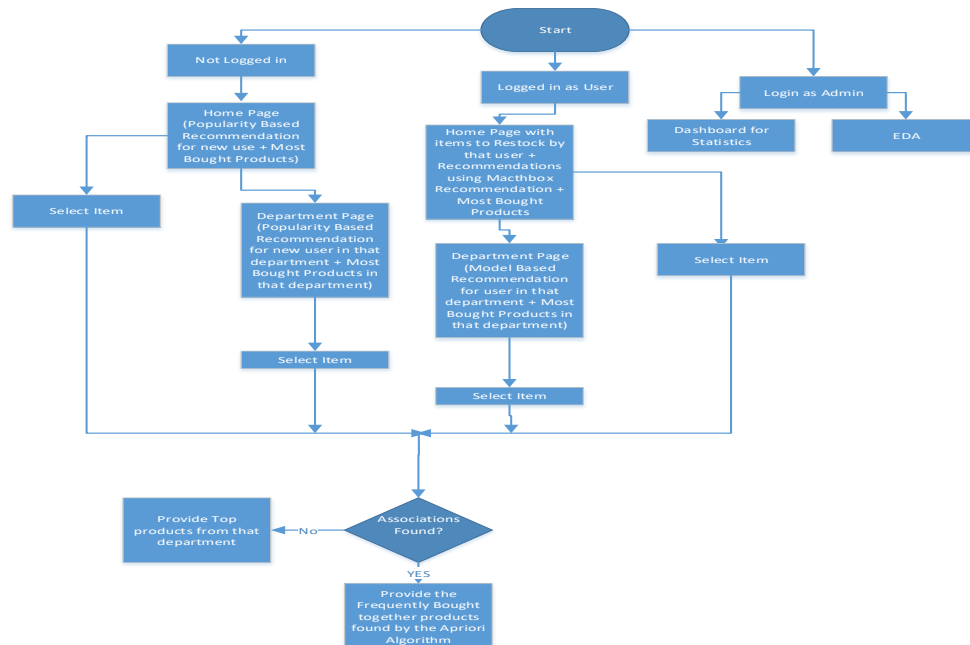 Start
Not Logged in
Logged in as User
Login as Admin
Home Page
(Popularity Based
Recommendation
for new use + Most
Bought Products)
Home Page with
items to Restock by
that user +
Recommendations
using Macthbox
Recommendation +
Most Bought
Products
Dashboard for
Statistics
EDA
Select Item
Department Page
(Popularity Based
Recommendation
for new user in that
department + Most
Bought Products in
that department)
Department Page
(Model Based
Recommendation
for user in that
department + Most
Bought Products in
that department)
Select Item
Select Item
Select Item
Associations
Found?
No
Provide Top
products from that
department
YES
Provide the
Frequently Bought
together products
found by the Apriori
Algorithm